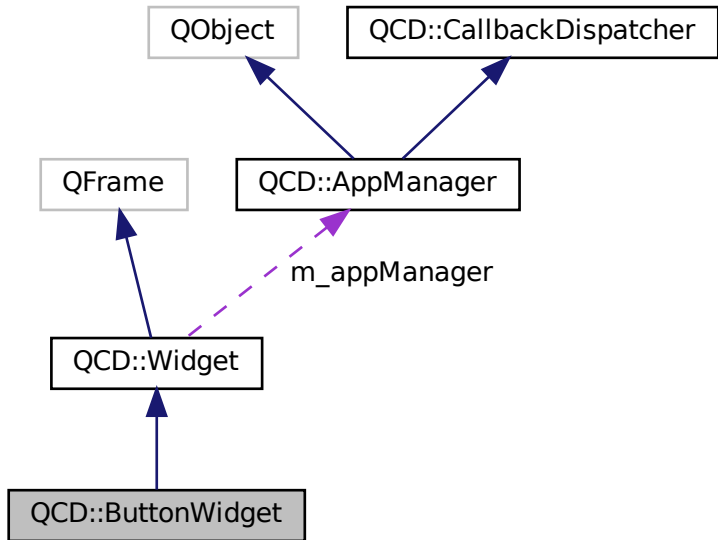 QObject
QCD::CallbackDispatcher
QFrame
QCD::AppManager
m_appManager
QCD::Widget
QCD::ButtonWidget